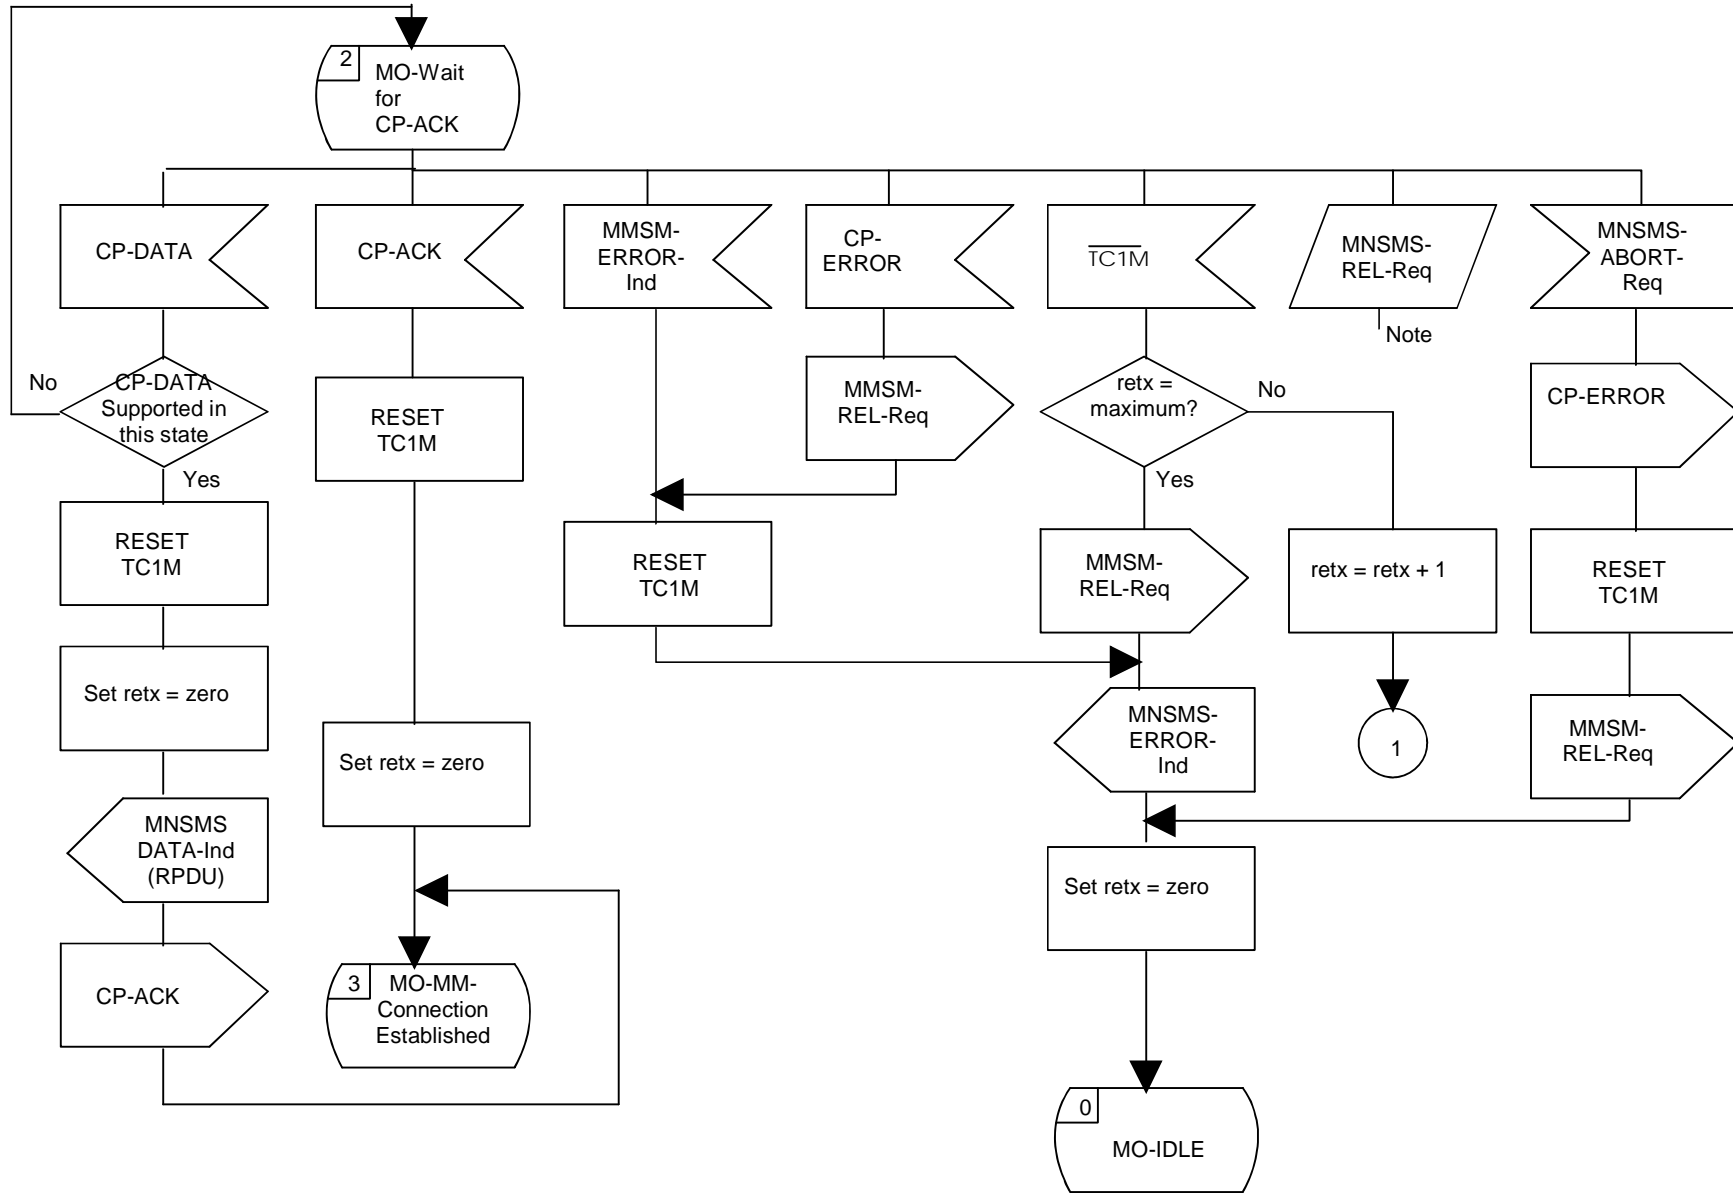 2
MO-Wait
for
CP-ACK
CP-DATA
CP-ACK
MMSM-
ERROR-
Ind
CP-
ERROR
TC1M
MNSMS-
REL-Req
Note
MNSMS-
ABORT-
Req
No
CP-DATA
Supported in
this state
Yes
RESET
TC1M
MMSM-
REL-Req
retx =
maximum?
No
Yes
CP-ERROR
RESET
TC1M
RESET
TC1M
MMSM-
REL-Req
retx = retx + 1
RESET
TC1M
Set retx = zero
Set retx = zero
MNSMS-
ERROR-
Ind
1
MMSM-
REL-Req
MNSMS
DATA-Ind
(RPDU)
Set retx = zero
CP-ACK
3
MO-MM-
Connection
Established
0
MO-IDLE